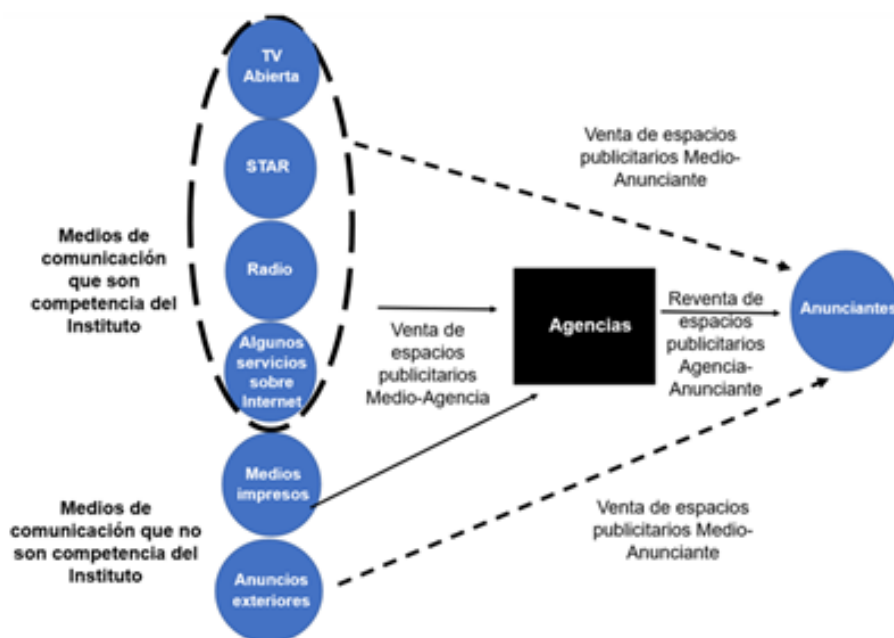 TV
Abierta
STAR
Radio
Algunos
servicios
sobre
Internet
Medios
impresos
Anuncios
exteriores
Medios de
comunicación
que son
competencia del
Instituto
Medios de
comunicación que no
son competencia del
Instituto
Venta de
espacios
publicitarios
Medio-Agencia
Agencias
Venta de espacios
publicitarios Medio-
Anunciante
Reventa de
espacios
publicitarios
Agencia-
Anunciante
Anunciantes
Venta de espacios
publicitarios Medio-
Anunciante